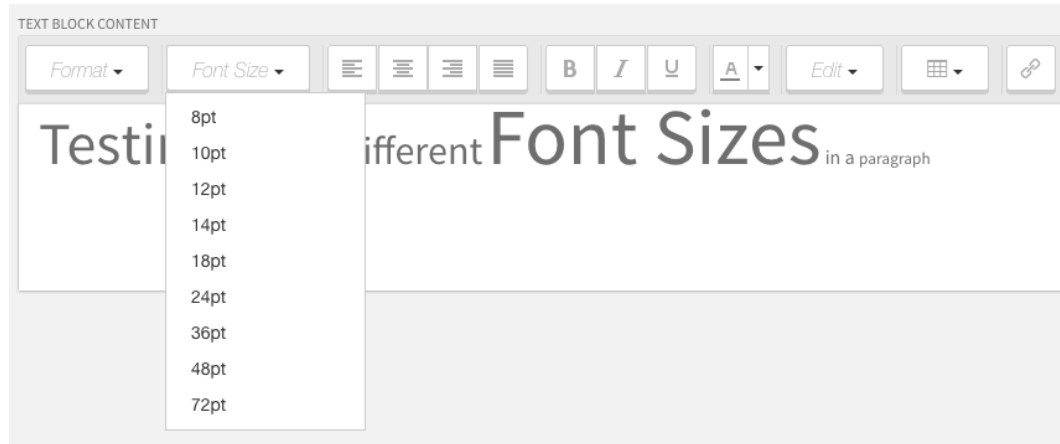 TEXT BLOCK CONTENT
Format Font Size B I U A Edit
Testi ifferent Font Sizes in a paragraph
8pt
10pt
12pt
14pt
18pt
24pt
36pt
48pt
72pt